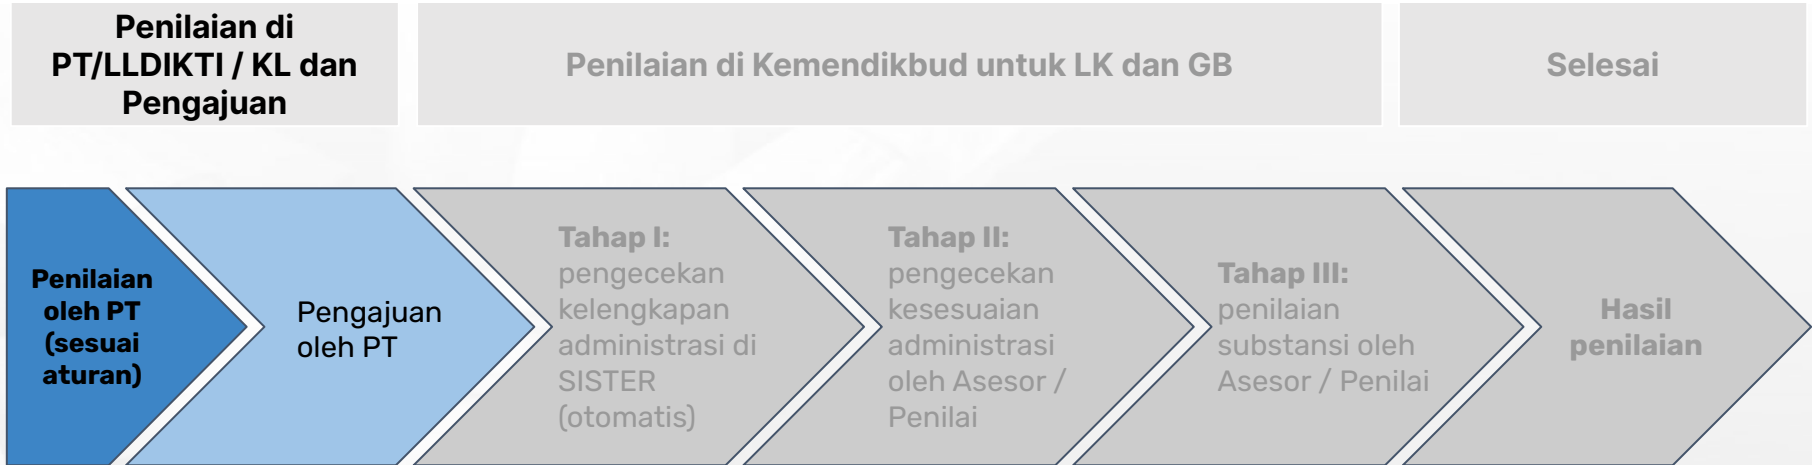 Penilaian di
PT/LLDIKTI / KL dan
Pengajuan
Penilaian di Kemendikbud untuk LK dan GB
Selesai
Penilaian
oleh PT
(sesuai
aturan)
Pengajuan
oleh PT
Tahap I:
pengecekan
kelengkapan
administrasi di
SISTER
(otomatis)
Tahap II:
pengecekan
kesesuaian
administrasi
oleh Asesor /
Penilai
Tahap III:
penilaian
substansi oleh
Asesor / Penilai
Hasil
penilaian